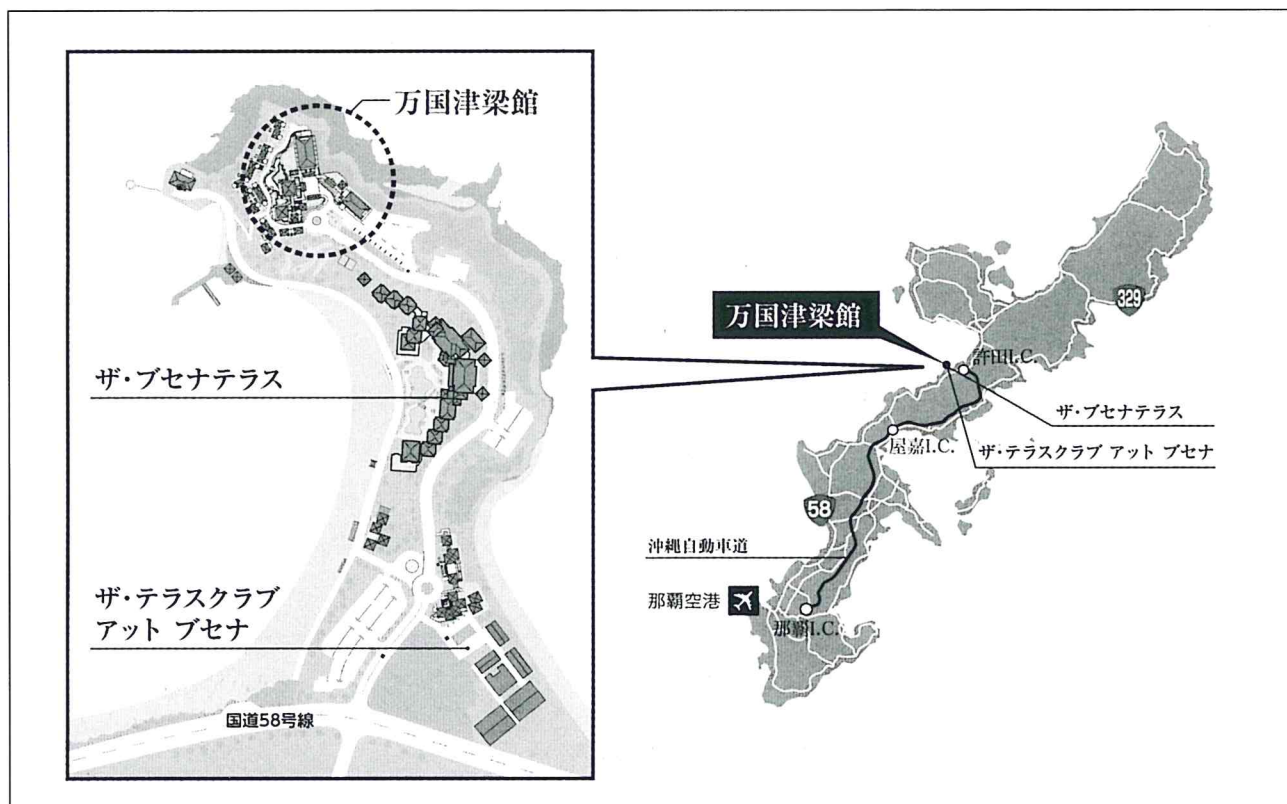 万国津梁館
ザ・ブセナテラス
ザ・テラスクラブ
アット ブセナ
国道58号線
万国津梁館
329
許田I.C.
ザ・ブセナテラス
屋嘉I.C.
ザ・テラスクラブ アット ブセナ
58
沖縄自動車道
那覇空港
那覇I.C.